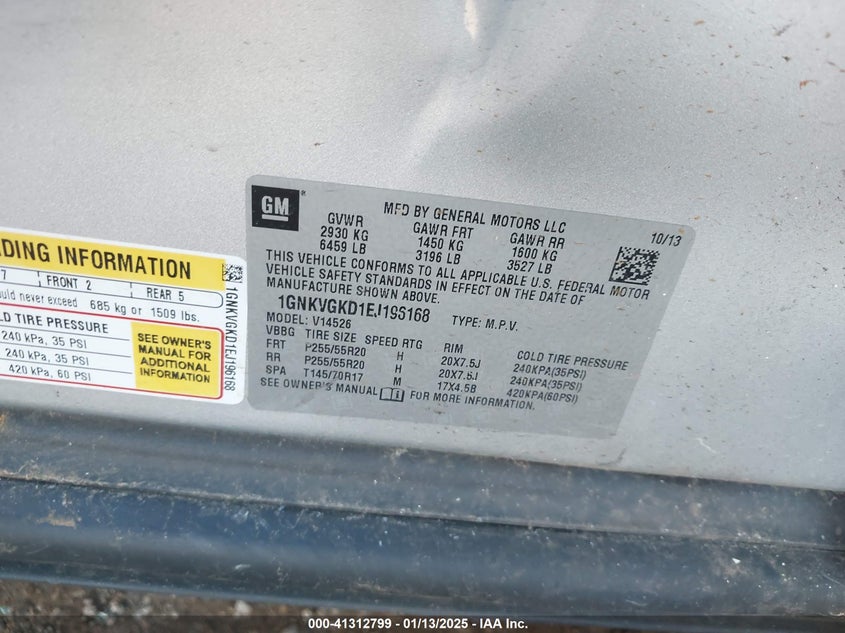 GM ®
MFD BY GENERAL MOTORS LLC
10/13
GVWR GAWR FRT GAWR RR
2930 KG 1450 KG 1600 KG
6459 LB 3196 LB 3527 LB
THIS VEHICLE CONFORMS TO ALL APPLICABLE U.S. FEDERAL MOTOR
VEHICLE SAFETY STANDARDS IN EFFECT ON THE DATE OF
MANUFACTURE SHOWN ABOVE.
1GNKVGKD1EJ196168 TYPE: M.P.V.
MODEL: V14526
VBBG TIRE SIZE SPEED RTG RIM COLD TIRE PRESSURE
FRT P255/55R20 H 20X7.5J 240KPA(35PSI)
RR P255/55R20 H 20X7.5J 240KPA(35PSI)
SPA T145/70R17 M 17X4.5B 420KPA(60PSI)
SEE OWNER'S MANUAL FOR MORE INFORMATION.
ADING INFORMATION
7 FRONT 2 REAR 5
ould never exceed 685 kg or 1509 lbs.
OLD TIRE PRESSURE
240 kPa, 35 PSI
240 kPa, 35 PSI
420 kPa, 60 PSI
SEE OWNER'S
MANUAL FOR
ADDITIONAL
INFORMATION
1GNKVGKD1EJ196168
000-41312799 - 01/13/2025 - IAA Inc.